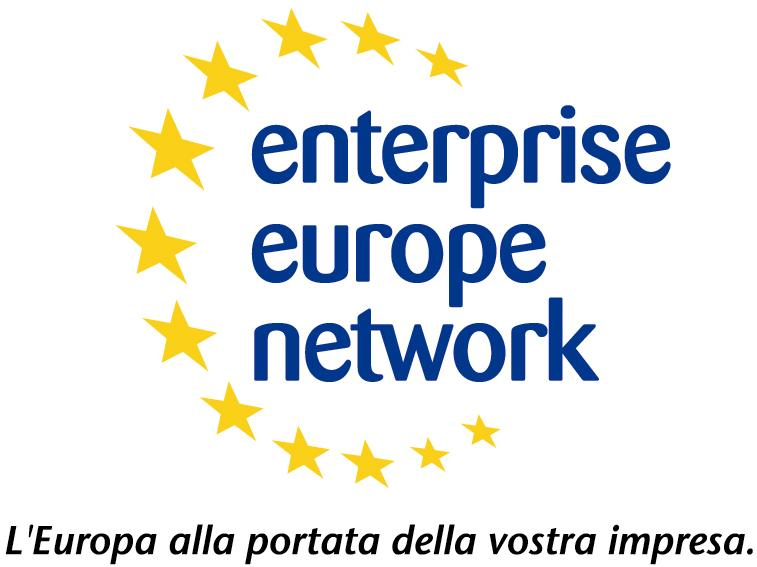 enterprise
europe
network
L'Europa alla portata della vostra impresa.